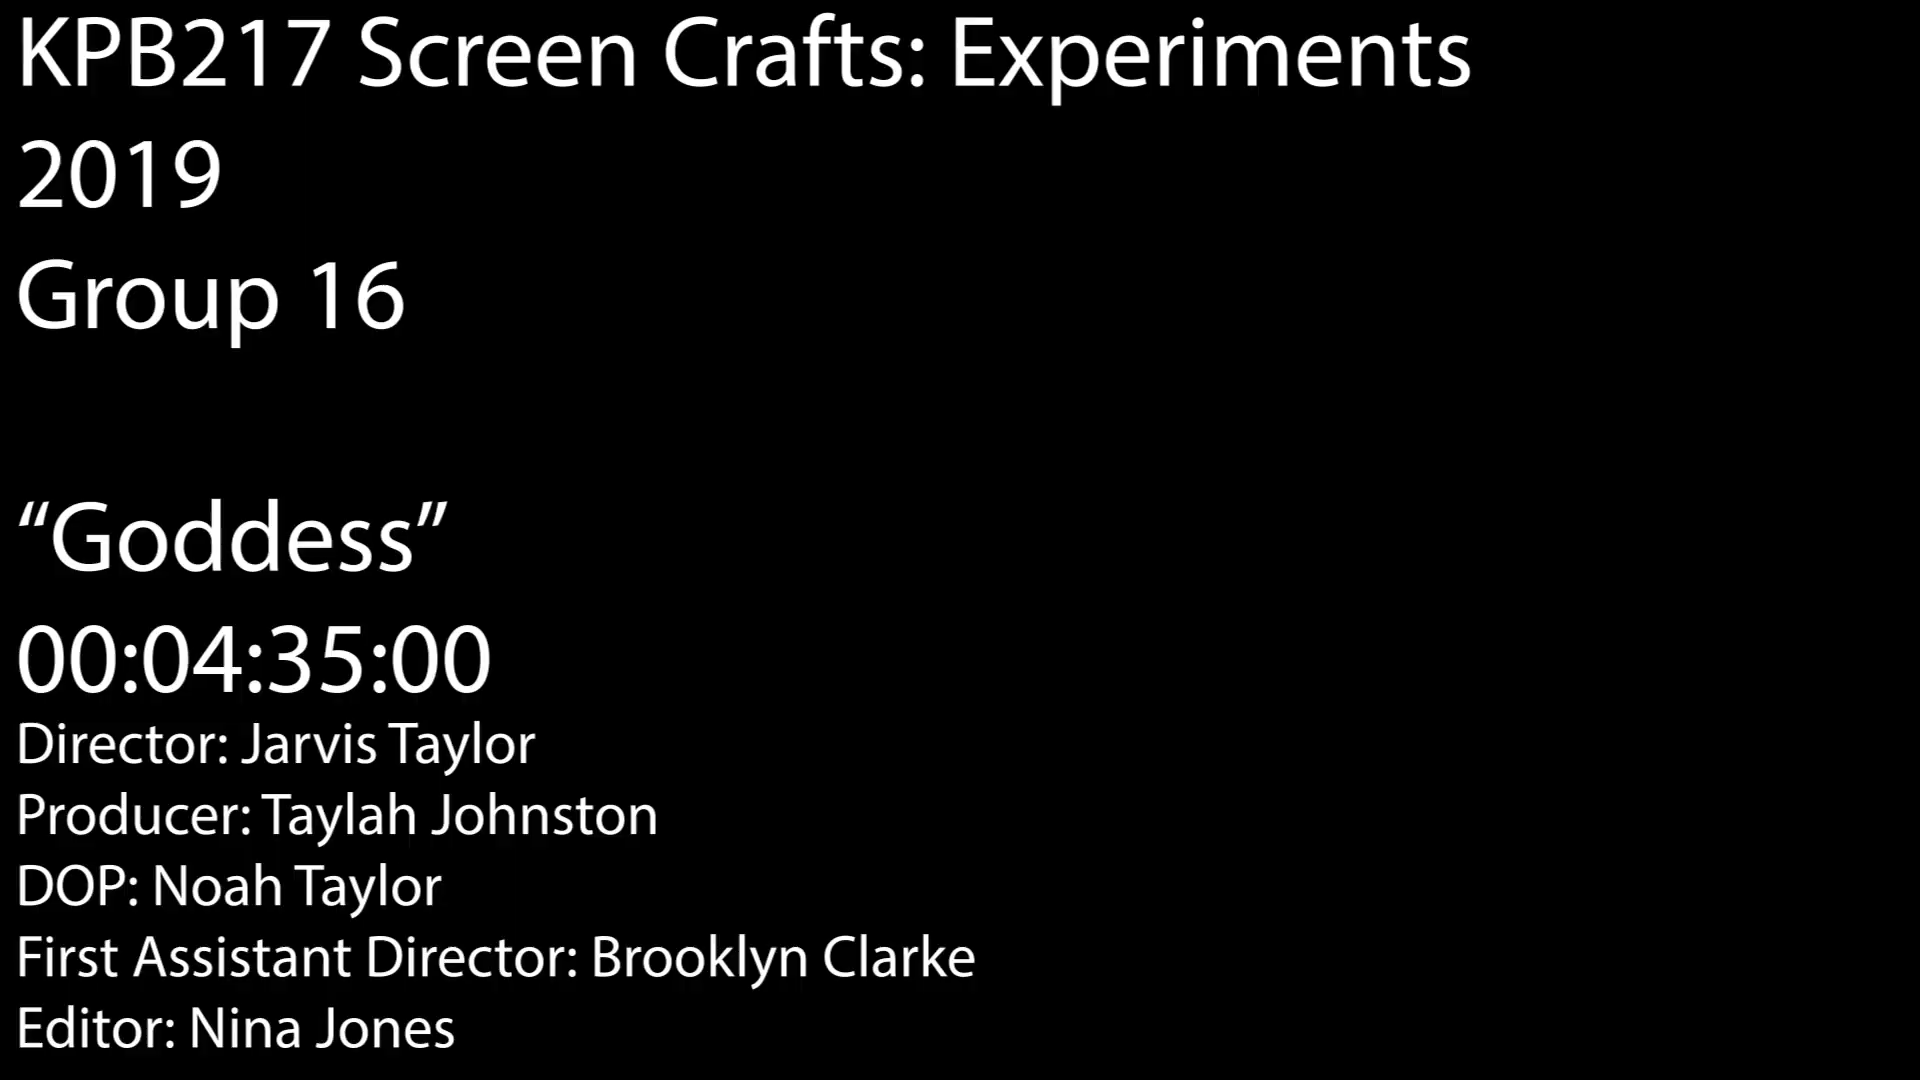 KPB217 Screen Crafts: Experiments
2019
Group 16
“Goddess”
00:04:35:00
Director: Jarvis Taylor
Producer: Taylah Johnston
DOP: Noah Taylor
First Assistant Director: Brooklyn Clarke
Editor: Nina Jones